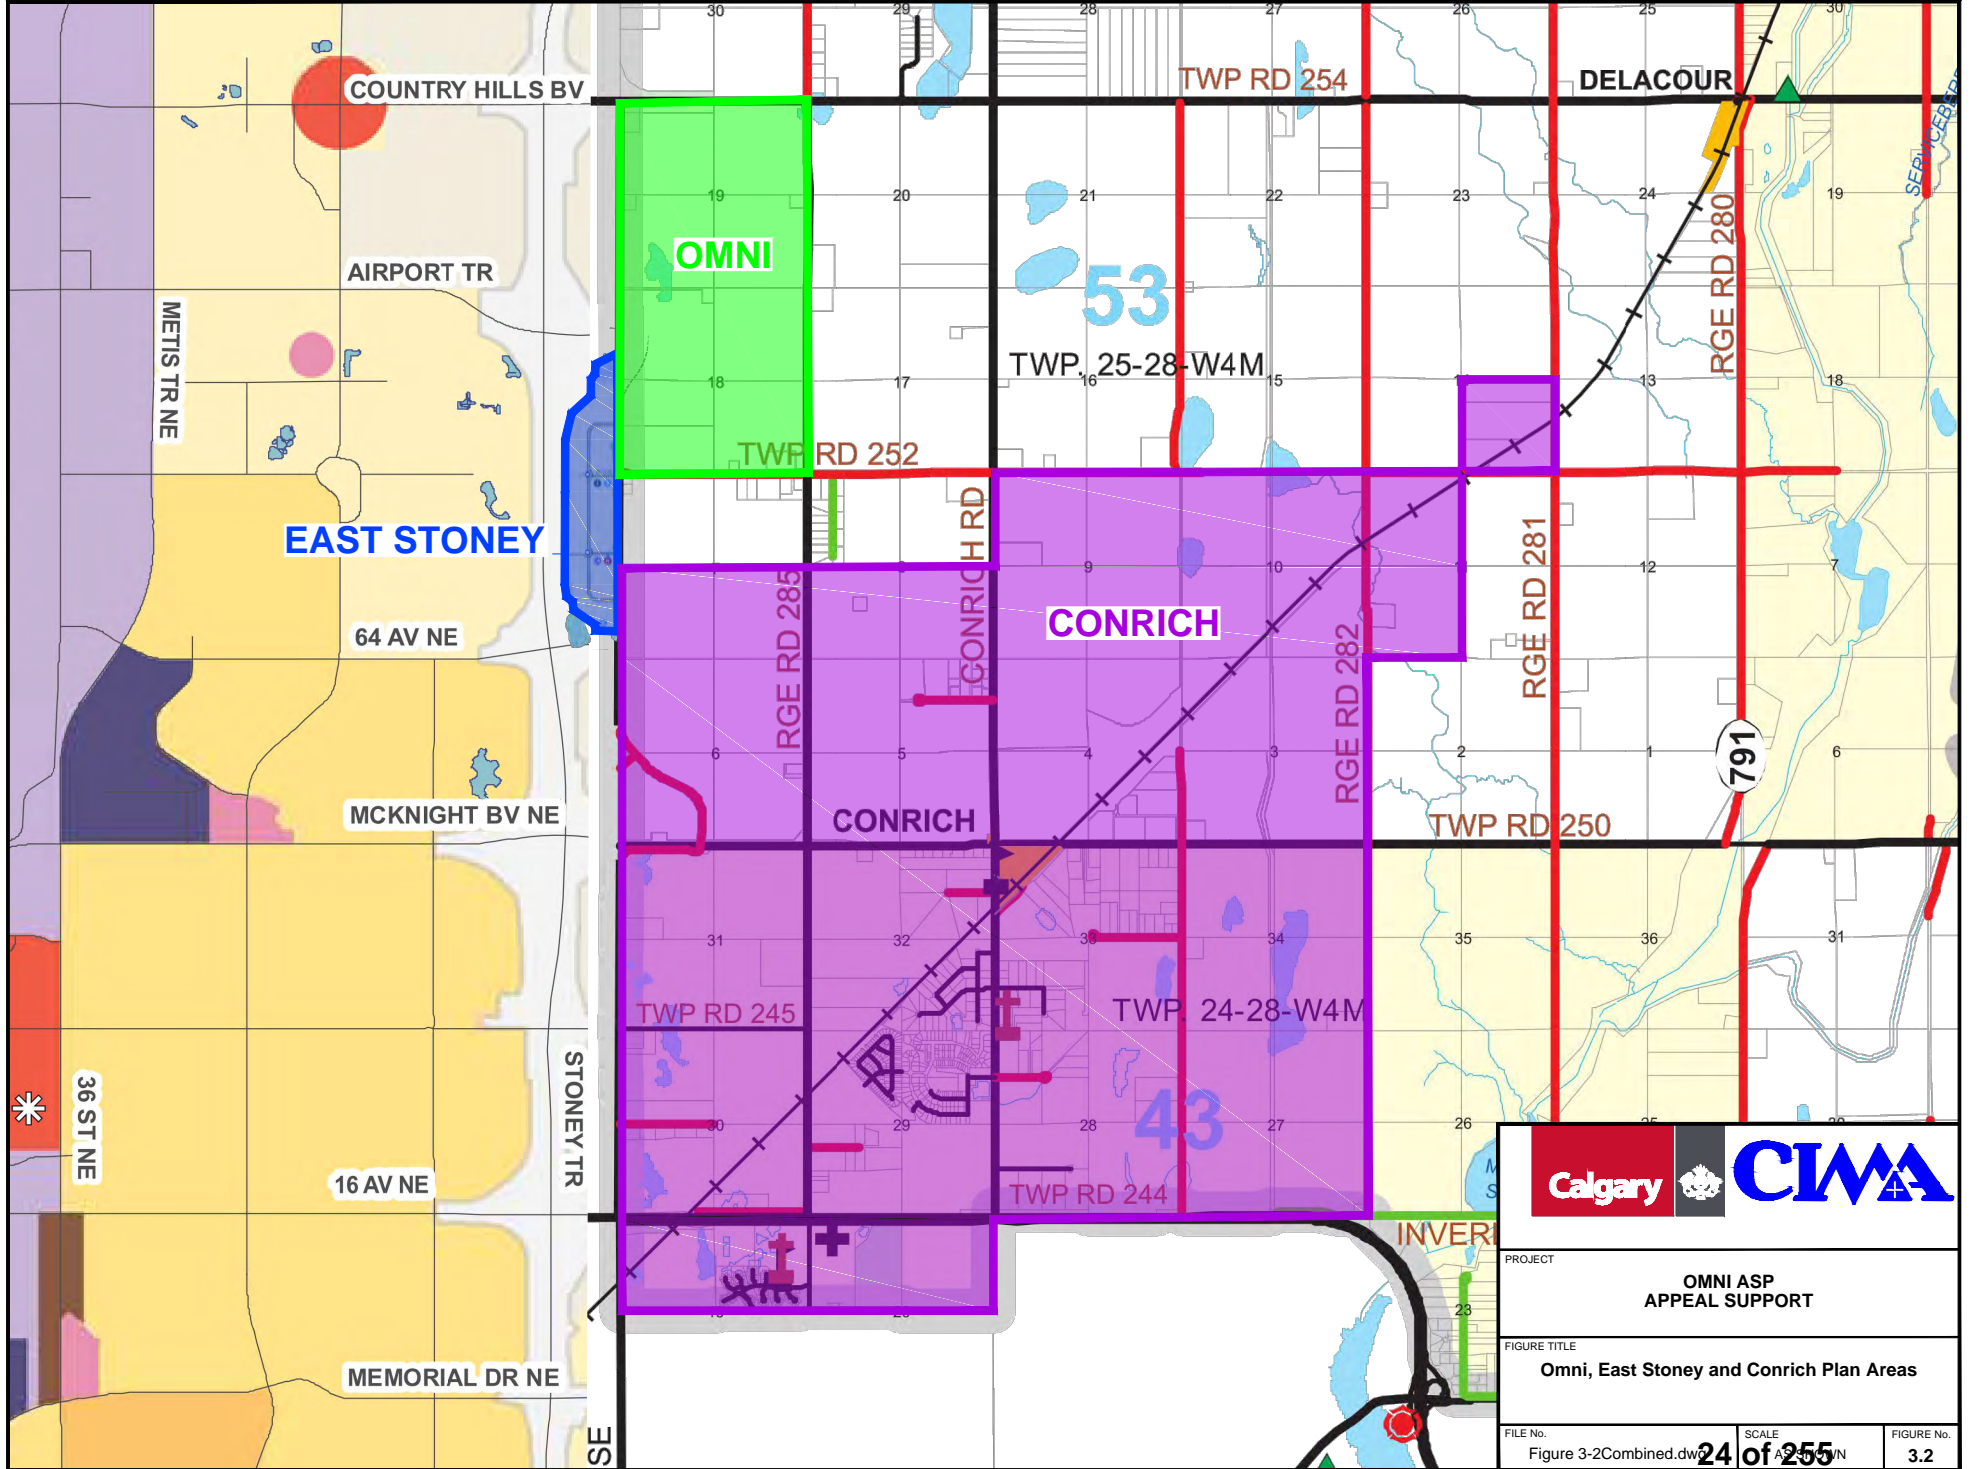 30
29
28
27
26
25
30
COUNTRY HILLS BV
TWP RD 254
DELACOUR
SERVICEBER
19
20
21
22
23
24
19
RGE RD 280
OMNI
AIRPORT TR
53
METIS TR NE
TWP. 25-28-W4M
18
17
16
15
13
18
TWP RD 252
EAST STONEY
CONRICH RD
RGE RD 281
9
10
12
7
RGE RD 285
CONRICH
64 AV NE
RGE RD 282
6
5
4
3
2
1
6
791
MCKNIGHT BV NE
CONRICH
TWP RD 250
31
32
33
34
35
36
31
TWP RD 245
TWP. 24-28-W4M
36 ST NE
STONEY TR
43
30
29
28
27
26
25
16 AV NE
TWP RD 244
INVER
M
S
23
MEMORIAL DR NE
SE
Calgary
CIMA+
PROJECT
OMNI ASP
APPEAL SUPPORT
FIGURE TITLE
Omni, East Stoney and Conrich Plan Areas
FILE No.
Figure 3-2Combined.dwg
SCALE
AS SHOWN
FIGURE No.
3.2
24 of 255